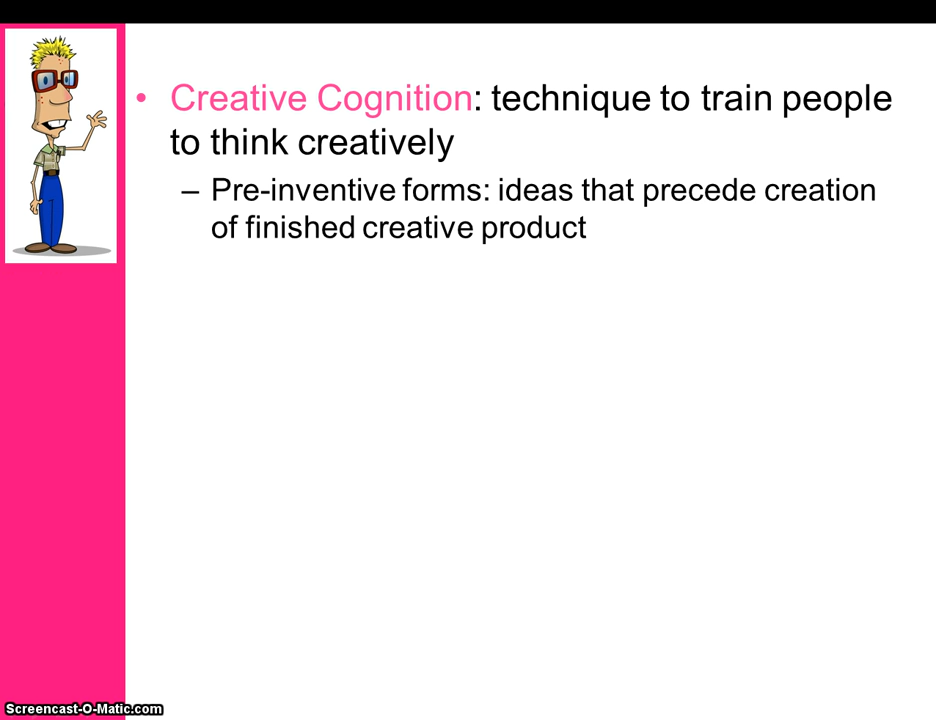 • Creative Cognition: technique to train people
to think creatively
– Pre-inventive forms: ideas that precede creation
of finished creative product
Screencast-O-Matic.com